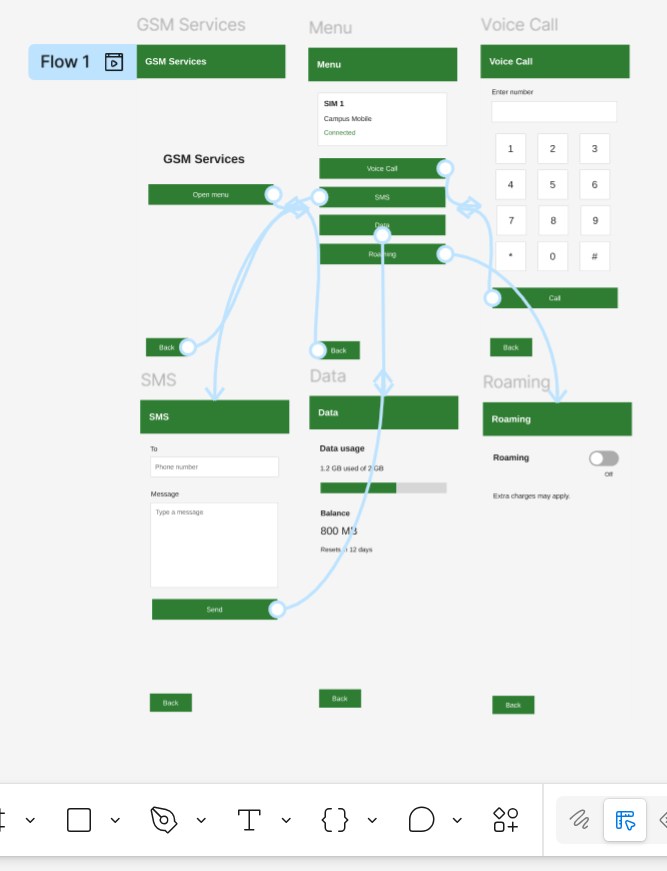 GSM Services
Menu
Voice Call
Flow 1
GSM Services
Menu
Voice Call
SIM 1
Campus Mobile
Connected
Enter number
1 2 3
4 5 6
7 8 9
* 0 #
GSM Services
Open menu
Voice Call
SMS
Data
Roaming
Call
Back
Back
Back
SMS
Data
Roaming
SMS
Data
Roaming
To
Phone number
Message
Type a message
Send
Data usage
1.2 GB used of 2 GB
Balance
800 MB
Resets in 12 days
Roaming
Off
Extra charges may apply.
Back
Back
Back